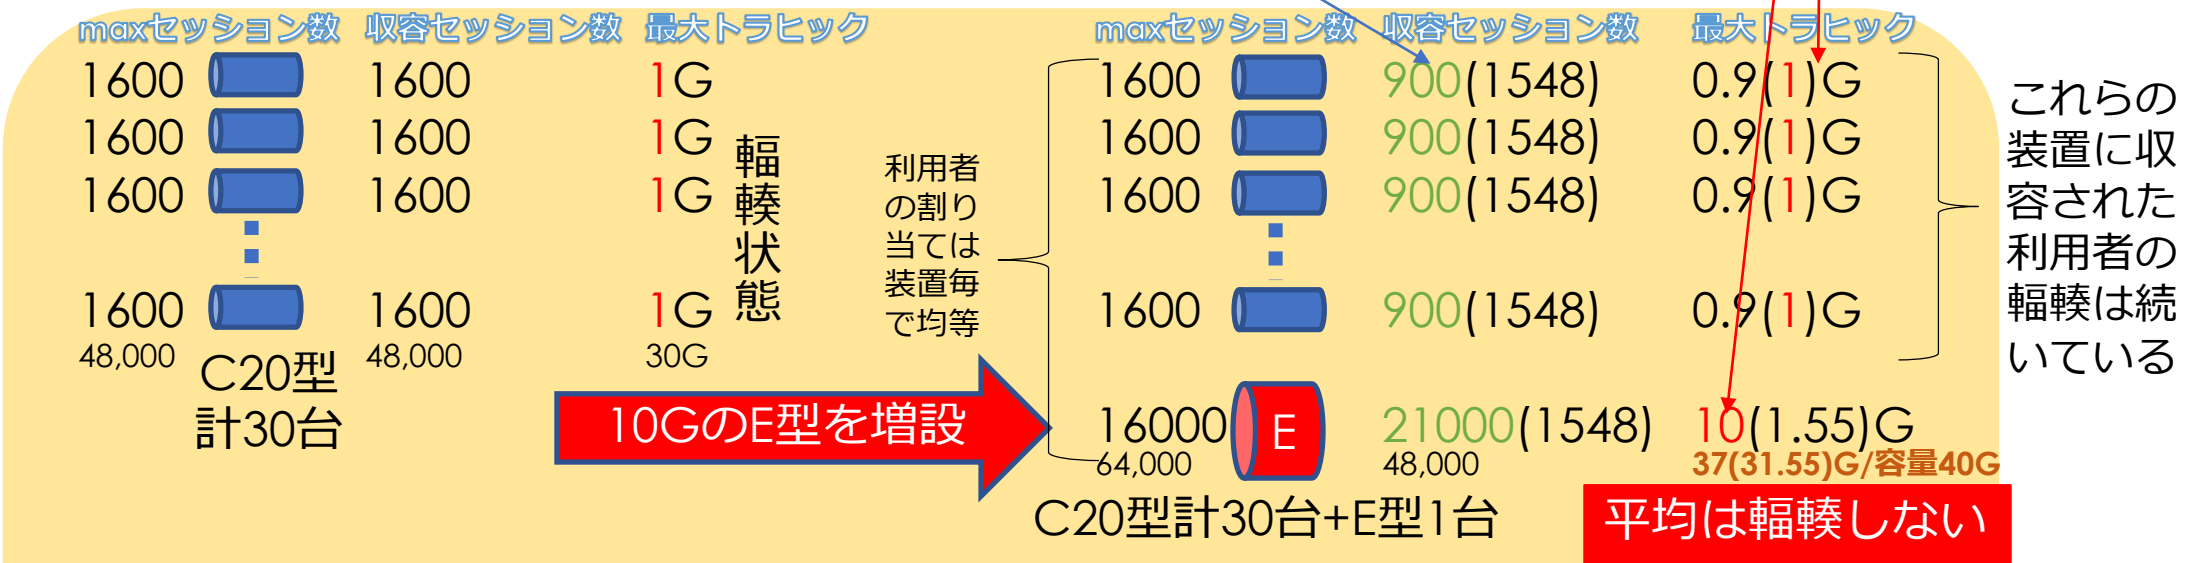 maxセッション数 収容セッション数 最大トラヒック
1600 1600 1G
1600 1600 1G
1600 1600 1G
1600 1600 1G
48,000 48,000 30G
輻輳状態
C20型
計30台
10GのE型を増設
利用者
の割り
当ては
装置毎
で均等
maxセッション数 収容セッション数 最大トラヒック
1600 900(1548) 0.9(1)G
1600 900(1548) 0.9(1)G
1600 900(1548) 0.9(1)G
1600 900(1548) 0.9(1)G
16000 E 21000(1548) 10(1.55)G
64,000 48,000 37(31.55)G/容量40G
C20型計30台+E型1台
平均は輻輳しない
これらの
装置に収
容された
利用者の
輻輳は続
いている